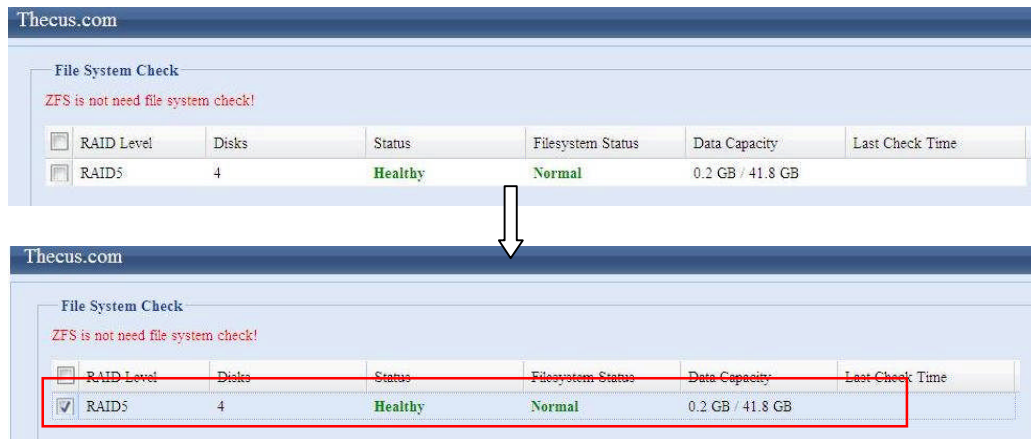 Thecus.com
File System Check
ZFS is not need file system check!
RAID Level Disks Status Filesystem Status Data Capacity Last Check Time
RAID5 4 Healthy Normal 0.2 GB / 41.8 GB
Thecus.com
File System Check
ZFS is not need file system check!
RAID Level Disks Status Filesystem Status Data Capacity Last Check Time
RAID5 4 Healthy Normal 0.2 GB / 41.8 GB